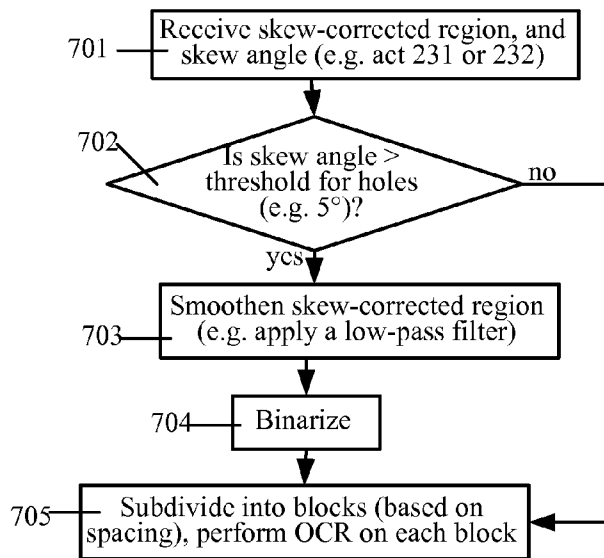 701
Receive skew-corrected region, and
skew angle (e.g. act 231 or 232)
702
Is skew angle >
threshold for holes
(e.g. 5°)?
no
yes
703
Smoothen skew-corrected region
(e.g. apply a low-pass filter)
704
Binarize
705
Subdivide into blocks (based on
spacing), perform OCR on each block